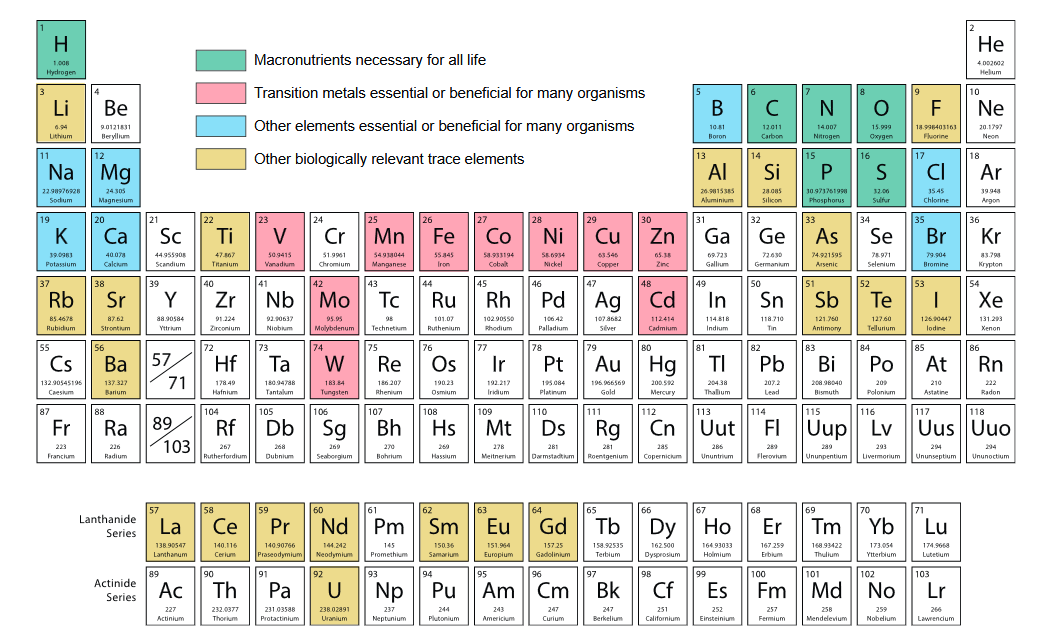 1 2
H He
1.008 4.002602
Hydrogen Helium
Macronutrients necessary for all life
Transition metals essential or beneficial for many organisms
Other elements essential or beneficial for many organisms
Other biologically relevant trace elements
3 4 5 6 7 8 9 10
Li Be B C N O F Ne
6.94 9.0121831 10.81 12.011 14.007 15.999 18.998403163 20.1797
Lithium Beryllium Boron Carbon Nitrogen Oxygen Fluorine Neon
11 12 13 14 15 16 17 18
Na Mg Al Si P S Cl Ar
22.98976928 24.305 26.9815385 28.085 30.973761998 32.06 35.45 39.948
Sodium Magnesium Aluminium Silicon Phosphorus Sulfur Chlorine Argon
19 20 21 22 23 24 25 26 27 28 29 30 31 32 33 34 35 36
K Ca Sc Ti V Cr Mn Fe Co Ni Cu Zn Ga Ge As Se Br Kr
39.0983 40.078 44.955908 47.867 50.9415 51.9961 54.938044 55.845 58.933194 58.6934 63.546 65.38 69.723 72.630 74.921595 78.971 79.904 83.798
Potassium Calcium Scandium Titanium Vanadium Chromium Manganese Iron Cobalt Nickel Copper Zinc Gallium Germanium Arsenic Selenium Bromine Krypton
37 38 39 40 41 42 43 44 45 46 47 48 49 50 51 52 53 54
Rb Sr Y Zr Nb Mo Tc Ru Rh Pd Ag Cd In Sn Sb Te I Xe
85.4678 87.62 88.90584 91.224 92.90637 95.95 98 101.07 102.90550 106.42 107.8682 112.414 114.818 118.710 121.760 127.60 126.90447 131.293
Rubidium Strontium Yttrium Zirconium Niobium Molybdenum Technetium Ruthenium Rhodium Palladium Silver Cadmium Indium Tin Antimony Tellurium Iodine Xenon
55 56 57/71 72 73 74 75 76 77 78 79 80 81 82 83 84 85 86
Cs Ba Hf Ta W Re Os Ir Pt Au Hg Tl Pb Bi Po At Rn
132.90545196 137.327 178.49 180.94788 183.84 186.207 190.23 192.217 195.084 196.966569 200.592 204.38 207.2 208.98040 209 210 222
Caesium Barium Hafnium Tantalum Tungsten Rhenium Osmium Iridium Platinum Gold Mercury Thallium Lead Bismuth Polonium Astatine Radon
87 88 89/103 104 105 106 107 108 109 110 111 112 113 114 115 116 117 118
Fr Ra Rf Db Sg Bh Hs Mt Ds Rg Cn Uut Fl Uup Lv Uus Uuo
223 226 267 268 269 270 269 278 281 281 285 286 289 289 293 294 294
Francium Radium Rutherfordium Dubnium Seaborgium Bohrium Hassium Meitnerium Darmstadtium Roentgenium Copernicium Ununtrium Flerovium Ununpentium Livermorium Ununseptium Ununoctium
Lanthanide
Series
57 58 59 60 61 62 63 64 65 66 67 68 69 70 71
La Ce Pr Nd Pm Sm Eu Gd Tb Dy Ho Er Tm Yb Lu
138.90547 140.116 140.90766 144.242 145 150.36 151.964 157.25 158.92535 162.500 164.93033 167.259 168.93422 173.054 174.9668
Lanthanum Cerium Praseodymium Neodymium Promethium Samarium Europium Gadolinium Terbium Dysprosium Holmium Erbium Thulium Ytterbium Lutetium
Actinide
Series
89 90 91 92 93 94 95 96 97 98 99 100 101 102 103
Ac Th Pa U Np Pu Am Cm Bk Cf Es Fm Md No Lr
227 232.0377 231.03588 238.02891 237 244 243 247 247 251 252 257 258 259 266
Actinium Thorium Protactinium Uranium Neptunium Plutonium Americium Curium Berkelium Californium Einsteinium Fermium Mendelevium Nobelium Lawrencium